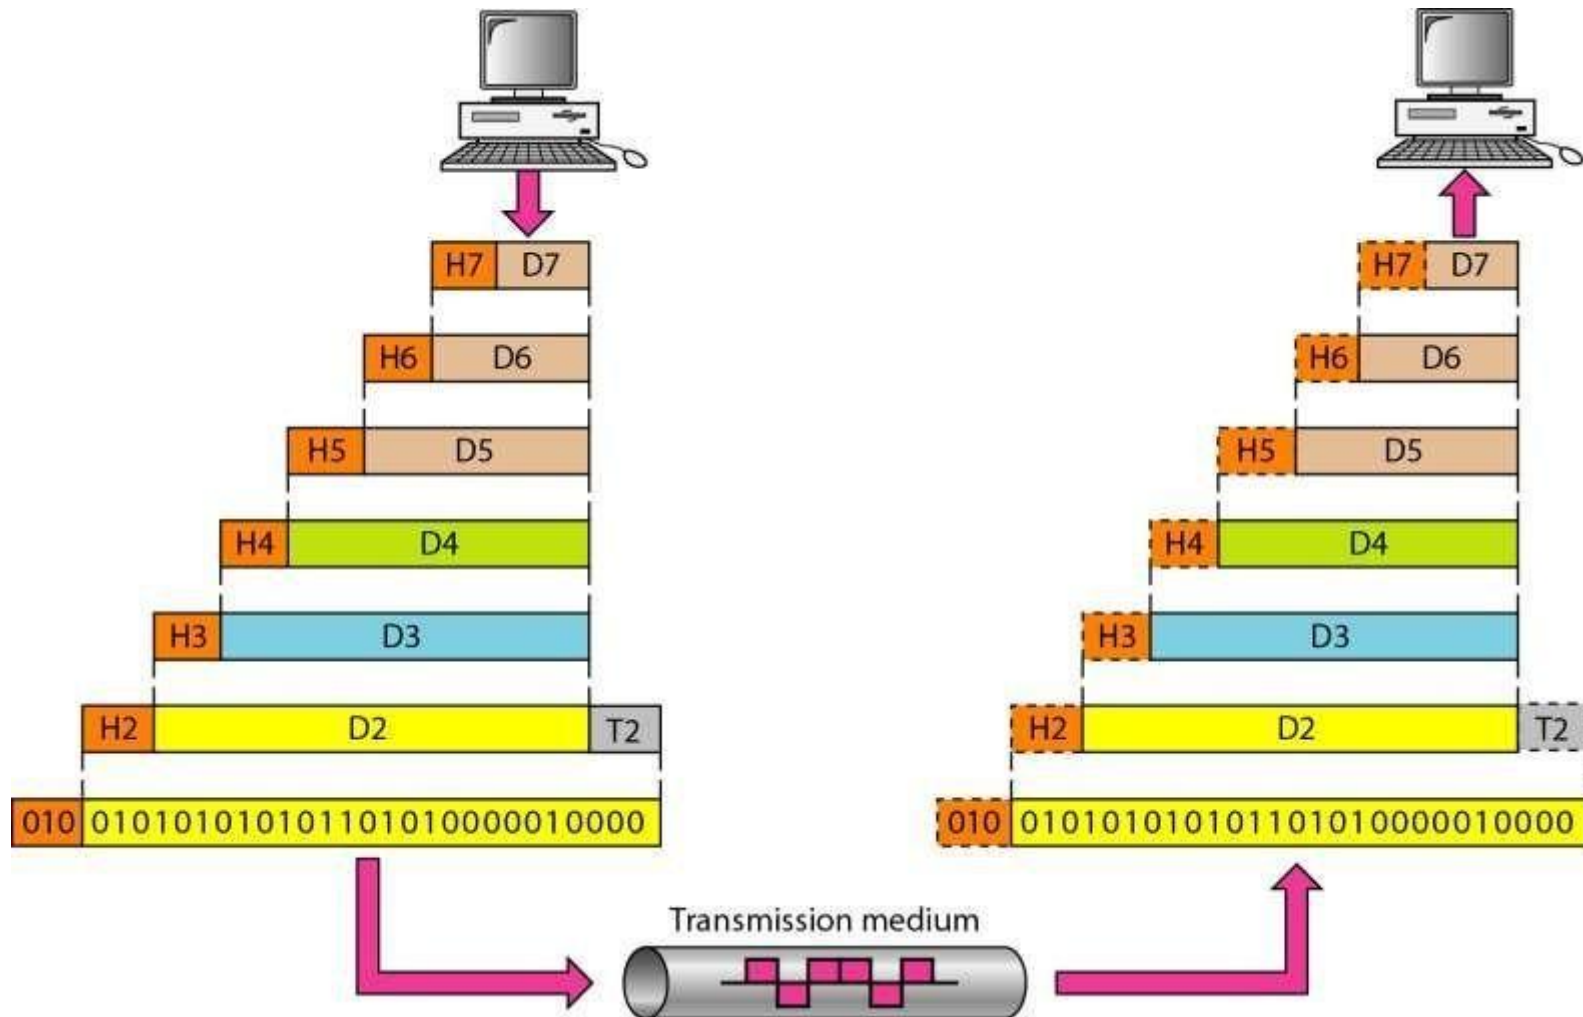 H7 D7
H6 D6
H5 D5
H4 D4
H3 D3
H2 D2 T2
010 010101010101101010000010000
H7 D7
H6 D6
H5 D5
H4 D4
H3 D3
H2 D2 T2
010 010101010101101010000010000
Transmission medium